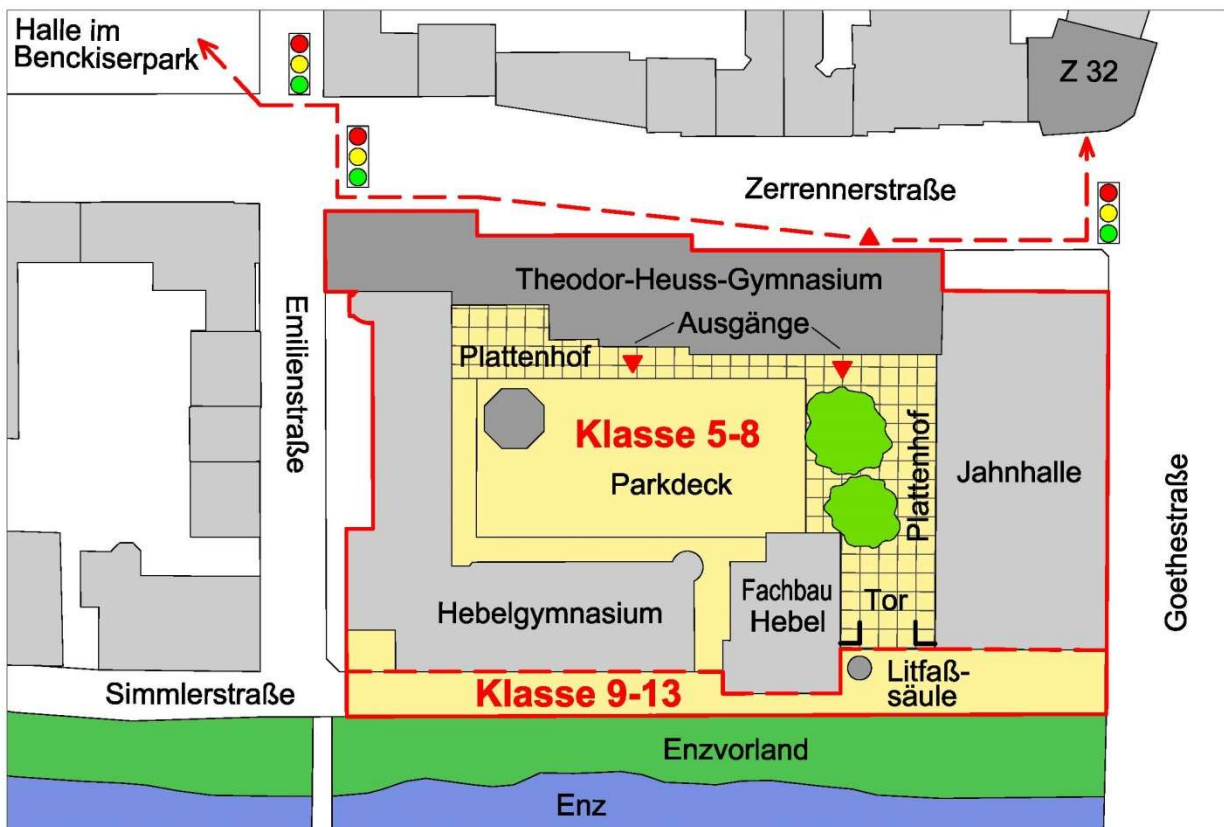 Halle im
Benckiserpark
Z 32
Zerrennerstraße
Theodor-Heuss-Gymnasium
Ausgänge
Plattenhof
Emilienstraße
Klasse 5-8
Parkdeck
Plattenhof
Jahnhalle
Goethestraße
Hebelgymnasium
Fachbau
Hebel
Tor
Simmlerstraße
Klasse 9-13
Litfaß-
säule
Enzvorland
Enz